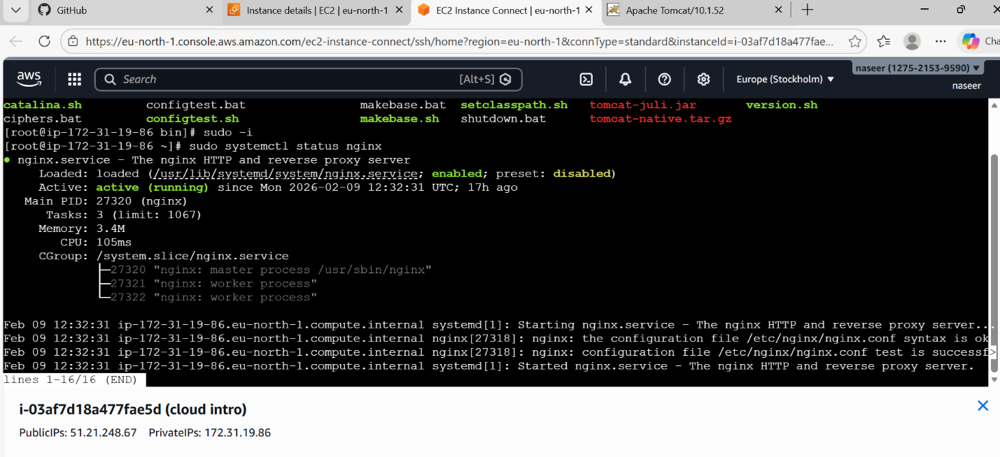 GitHub
Instance details | EC2 | eu-north-1
EC2 Instance Connect | eu-north-1
Apache Tomcat/10.1.52
https://eu-north-1.console.aws.amazon.com/ec2-instance-connect/ssh/home?region=eu-north-1&connType=standard&instanceId=i-03af7d18a477fae...
Cha
aws
Search
[Alt+S]
Europe (Stockholm)
naseer (1275-2153-9590)
naseer
catalina.sh configtest.bat makebase.bat setclasspath.sh tomcat-juli.jar version.sh
ciphers.bat configtest.sh makebase.sh shutdown.bat tomcat-native.tar.gz
[root@ip-172-31-19-86 bin]# sudo -i
[root@ip-172-31-19-86 ~]# sudo systemctl status nginx
● nginx.service - The nginx HTTP and reverse proxy server
Loaded: loaded (/usr/lib/systemd/system/nginx.service; enabled; preset: disabled)
Active: active (running) since Mon 2026-02-09 12:32:31 UTC; 17h ago
Main PID: 27320 (nginx)
Tasks: 3 (limit: 1067)
Memory: 3.4M
CPU: 105ms
CGroup: /system.slice/nginx.service
├─27320 "nginx: master process /usr/sbin/nginx"
├─27321 "nginx: worker process"
└─27322 "nginx: worker process"
Feb 09 12:32:31 ip-172-31-19-86.eu-north-1.compute.internal systemd[1]: Starting nginx.service - The nginx HTTP and reverse proxy server...
Feb 09 12:32:31 ip-172-31-19-86.eu-north-1.compute.internal nginx[27318]: nginx: the configuration file /etc/nginx/nginx.conf syntax is ok
Feb 09 12:32:31 ip-172-31-19-86.eu-north-1.compute.internal nginx[27318]: nginx: configuration file /etc/nginx/nginx.conf test is successf>
Feb 09 12:32:31 ip-172-31-19-86.eu-north-1.compute.internal systemd[1]: Started nginx.service - The nginx HTTP and reverse proxy server.
lines 1-16/16 (END)
i-03af7d18a477fae5d (cloud intro)
PublicIPs: 51.21.248.67 PrivateIPs: 172.31.19.86